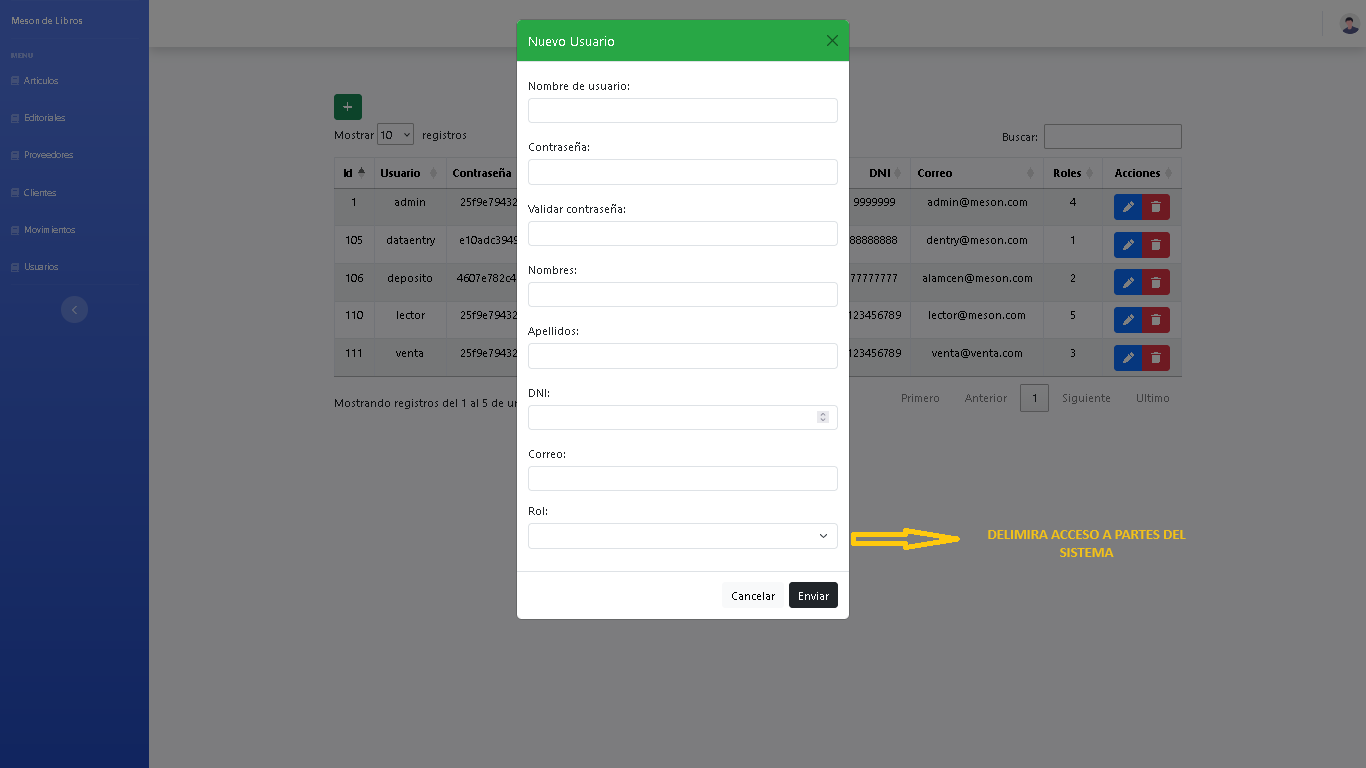 Meson de Libros
MENU
Articulos
Editoriales
Proveedores
Clientes
Movimientos
Usuarios
Nuevo Usuario
Nombre de usuario:
Contraseña:
Validar contraseña:
Nombres:
Apellidos:
DNI:
Correo:
Rol:
Cancelar Enviar
+
Mostrar 10 registros
Buscar:
Id Usuario Contraseña DNI Correo Roles Acciones
1 admin 25f9e79432 9999999 admin@meson.com 4
105 dataentry e10adc3949 88888888 dentry@meson.com 1
106 deposito 4607e782c4 77777777 alamcen@meson.com 2
110 lector 25f9e79432 123456789 lector@meson.com 5
111 venta 25f9e79432 123456789 venta@venta.com 3
Mostrando registros del 1 al 5 de un
Primero Anterior 1 Siguiente Ultimo
DELIMIRA ACCESO A PARTES DEL
SISTEMA